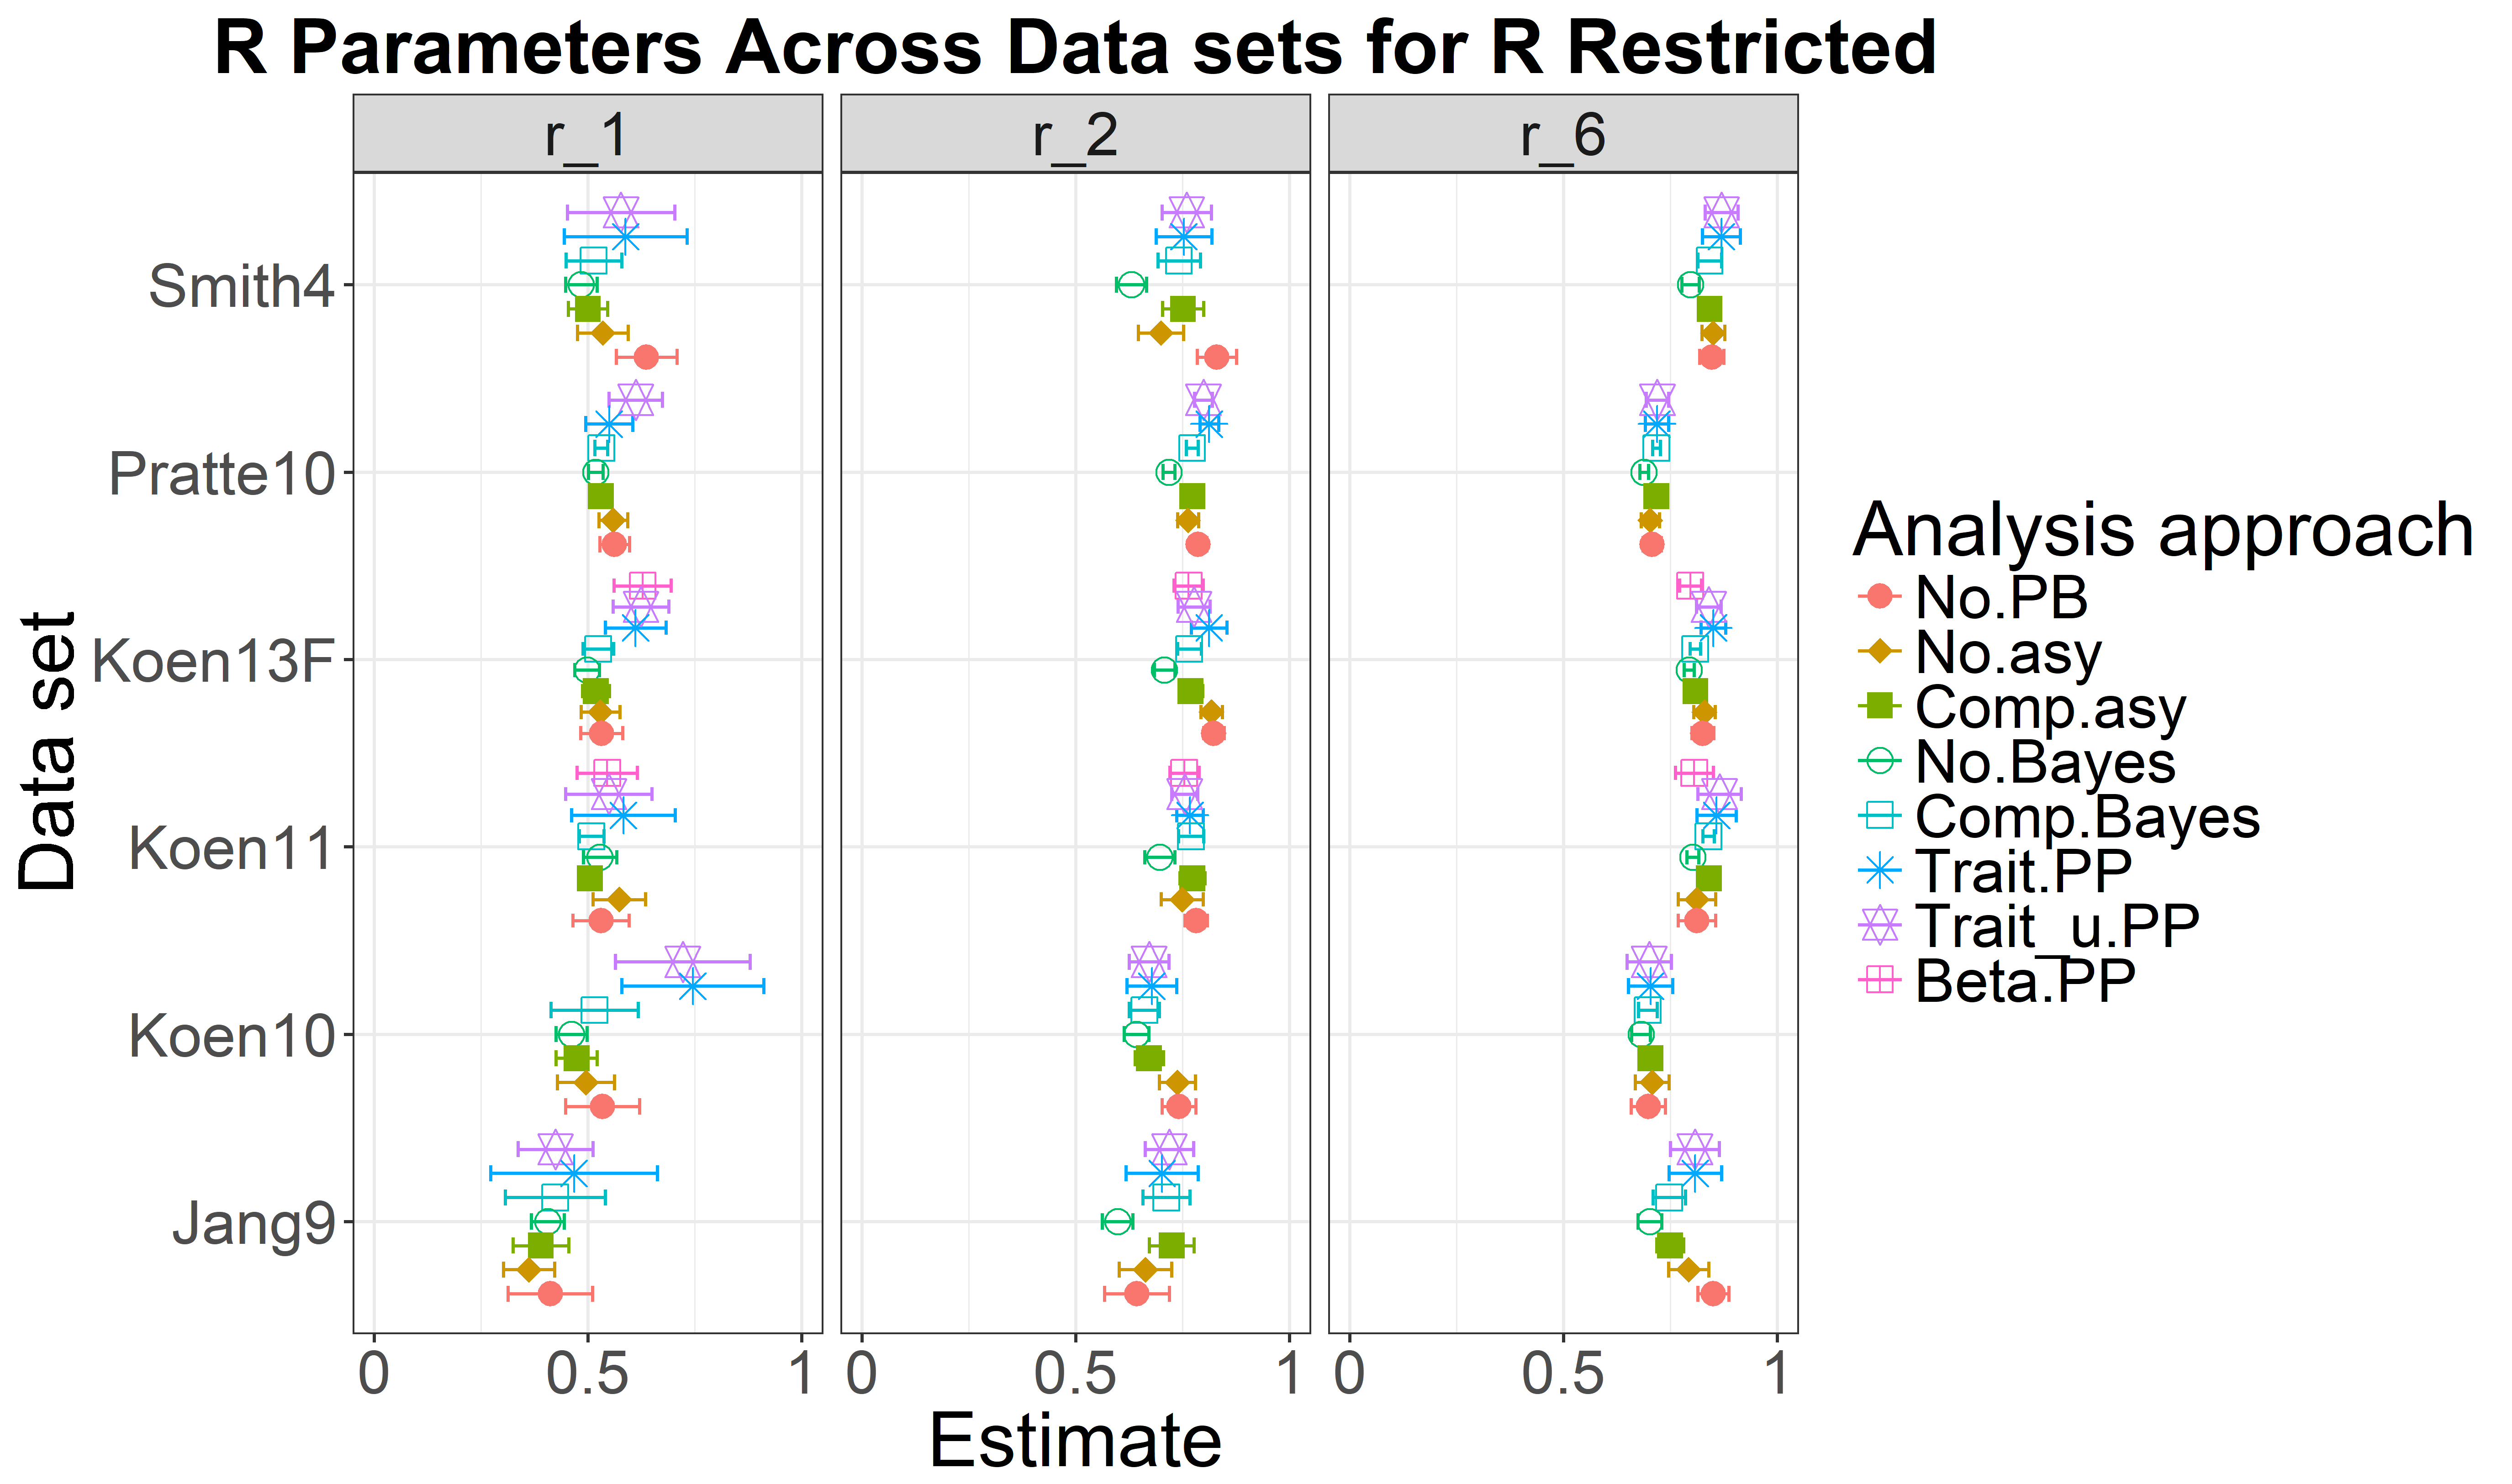 R Parameters Across Data sets for R Restricted
r_1
r_2
r_6
Data set
Smith4
Pratte10
Koen13F
Koen11
Koen10
Jang9
0 0.5 1
0 0.5 1
0 0.5 1
Estimate
Analysis approach
No.PB
No.asy
Comp.asy
No.Bayes
Comp.Bayes
Trait.PP
Trait_u.PP
Beta.PP